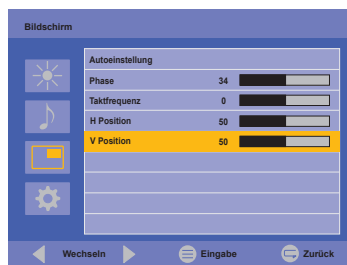 Bildschirm
Autoeinstellung
Phase 34
Taktfrequenz 0
H Position 50
V Position 50
Wechseln Eingabe Zurück